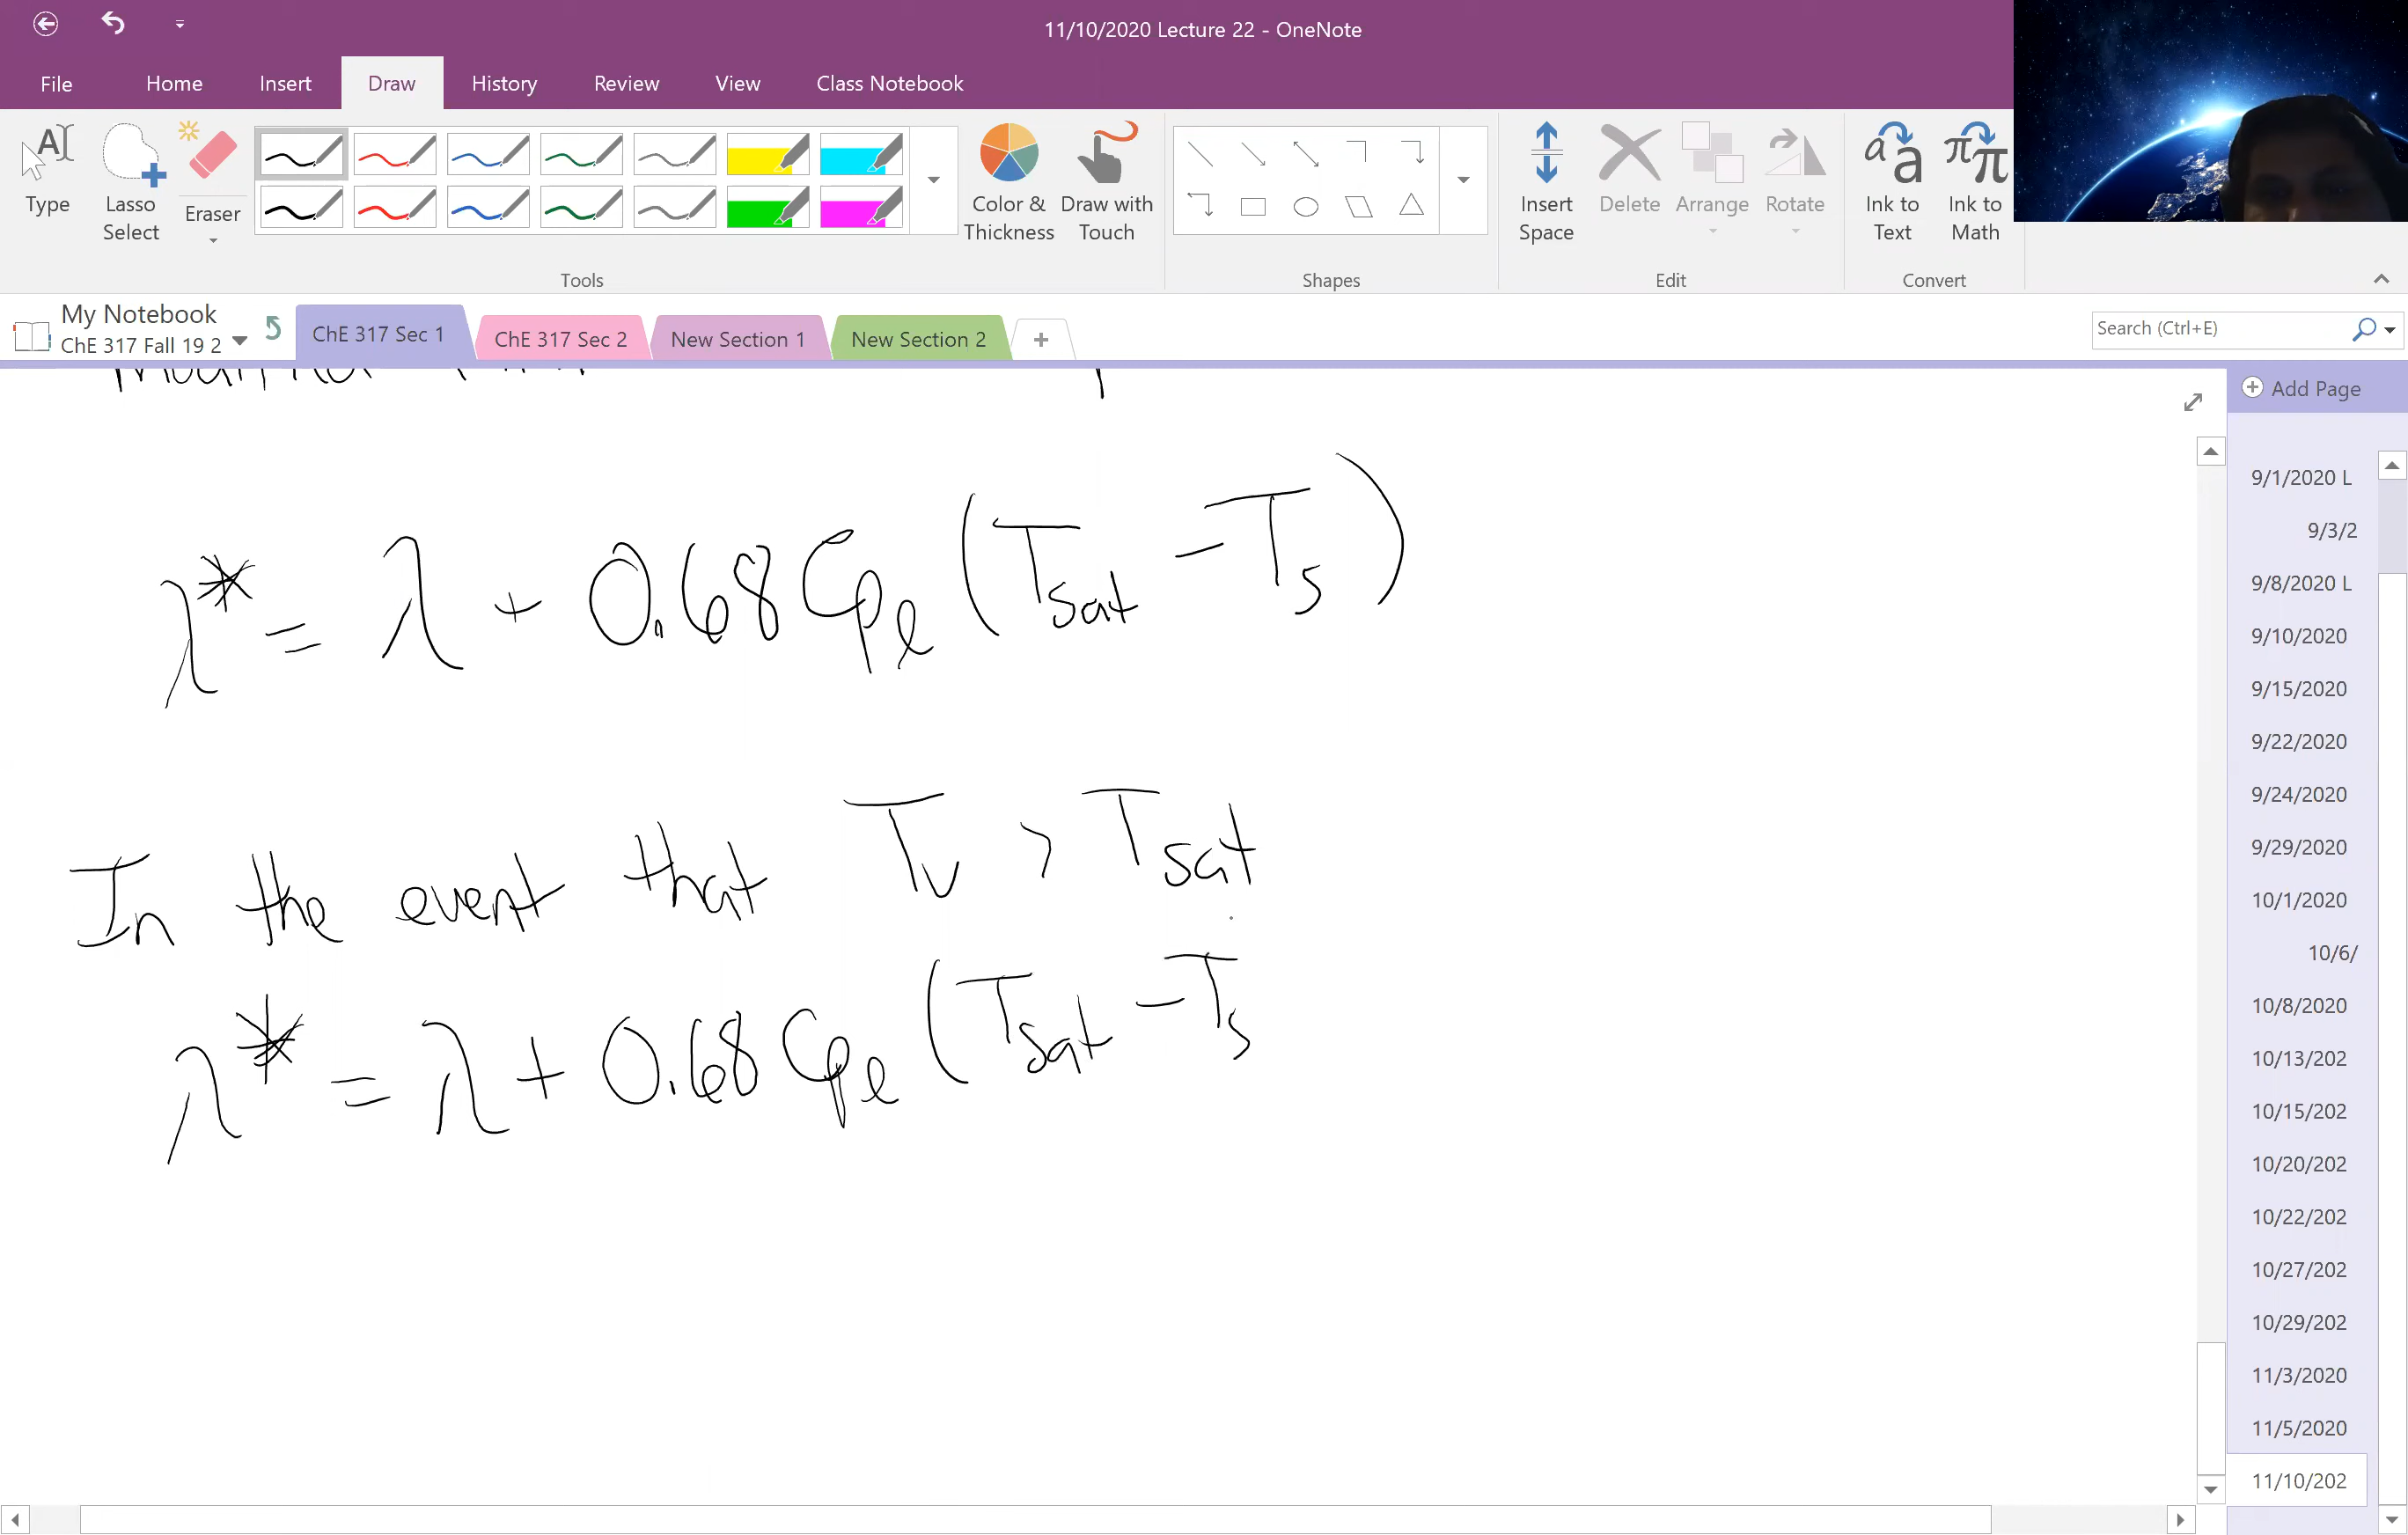 11/10/2020 Lecture 22 - OneNote
File Home Insert Draw History Review View Class Notebook
Type Lasso Select Eraser Color & Thickness Draw with Touch Insert Space Delete Arrange Rotate Ink to Text Ink to Math
Tools Shapes Edit Convert
My Notebook
ChE 317 Fall 19 2
ChE 317 Sec 1 ChE 317 Sec 2 New Section 1 New Section 2 +
Search (Ctrl+E)
Add Page
λ* = λ + 0.68 Cpℓ (Tsat - Ts)
In the event that Tv > Tsat
λ* = λ + 0.68 Cpℓ (Tsat - Ts
9/1/2020 L
9/3/2
9/8/2020 L
9/10/2020
9/15/2020
9/22/2020
9/24/2020
9/29/2020
10/1/2020
10/6/
10/8/2020
10/13/202
10/15/202
10/20/202
10/22/202
10/27/202
10/29/202
11/3/2020
11/5/2020
11/10/202